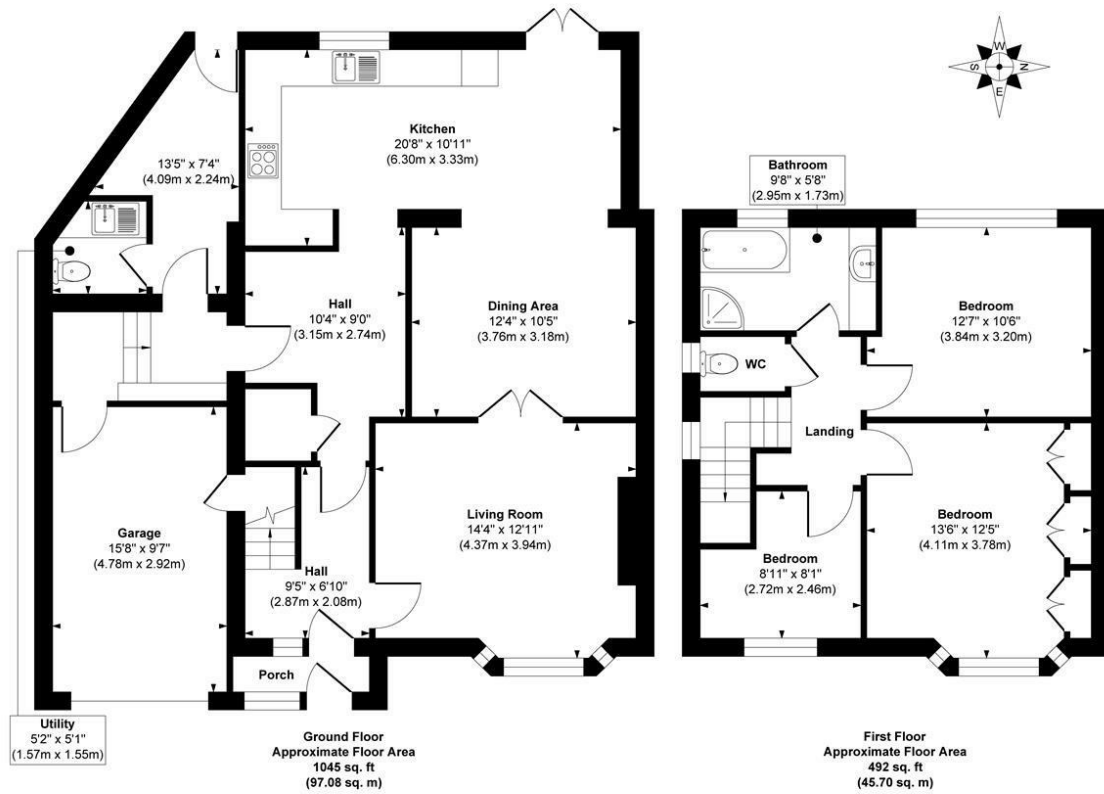 W
S
N
E
Kitchen
20'8" x 10'11"
(6.30m x 3.33m)
13'5" x 7'4"
(4.09m x 2.24m)
Bathroom
9'8" x 5'8"
(2.95m x 1.73m)
Hall
10'4" x 9'0"
(3.15m x 2.74m)
Dining Area
12'4" x 10'5"
(3.76m x 3.18m)
Bedroom
12'7" x 10'6"
(3.84m x 3.20m)
WC
Landing
Garage
15'8" x 9'7"
(4.78m x 2.92m)
Living Room
14'4" x 12'11"
(4.37m x 3.94m)
Bedroom
13'6" x 12'5"
(4.11m x 3.78m)
Hall
9'5" x 6'10"
(2.87m x 2.08m)
Bedroom
8'11" x 8'1"
(2.72m x 2.46m)
Porch
Utility
5'2" x 5'1"
(1.57m x 1.55m)
Ground Floor
Approximate Floor Area
1045 sq. ft
(97.08 sq. m)
First Floor
Approximate Floor Area
492 sq. ft
(45.70 sq. m)